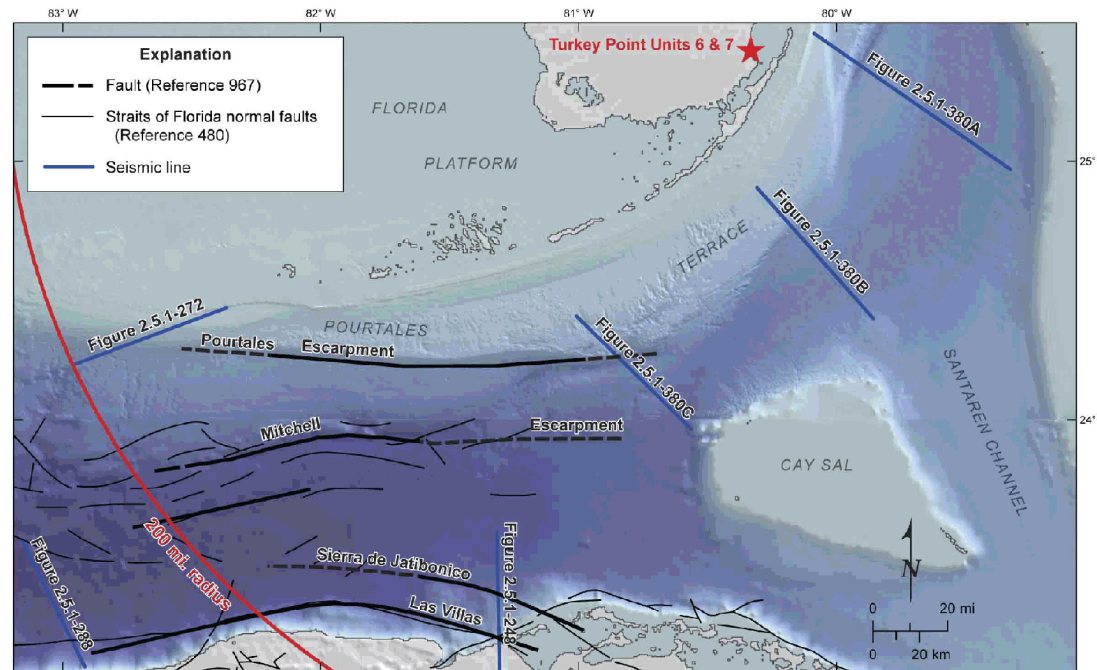 83° W
82° W
81° W
80° W
Explanation
Fault (Reference 967)
Straits of Florida normal faults
(Reference 480)
Seismic line
Turkey Point Units 6 & 7
FLORIDA
PLATFORM
Figure 2.5.1-380A
25°
Figure 2.5.1-380B
TERRACE
Figure 2.5.1-272
POURTALES
Pourtales Escarpment
Figure 2.5.1-380C
SANTAREN CHANNEL
24°
Mitchell Escarpment
CAY SAL
200 mi. radius
Figure 2.5.1-288
Sierra de Jatibonico
Figure 2.5.1-248
Las Villas
N
0 20 mi
0 20 km